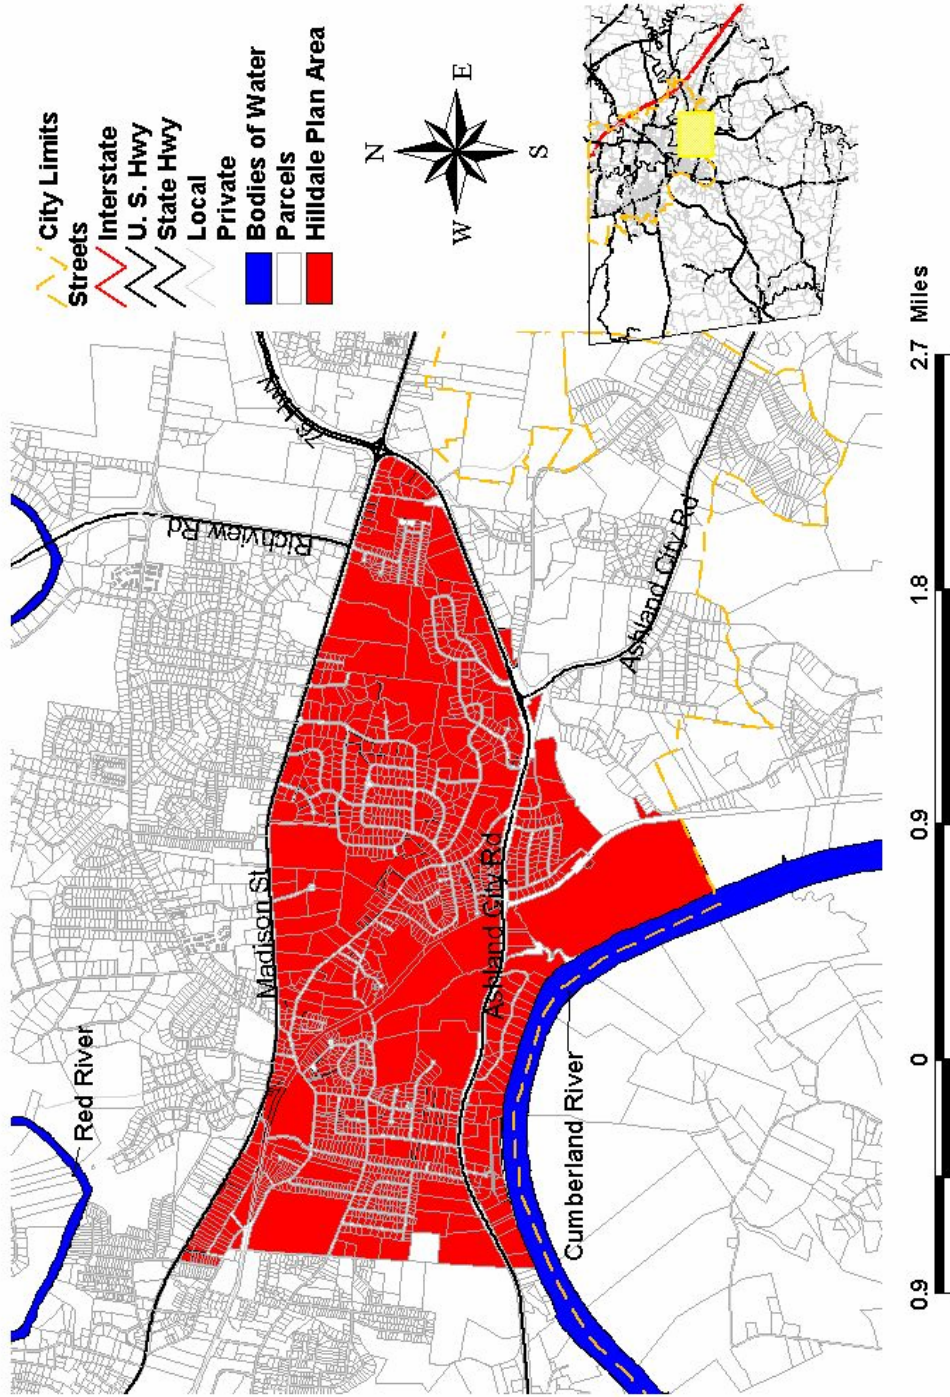 City Limits
Streets
Interstate
U. S. Hwy
State Hwy
Local
Private
Bodies of Water
Parcels
Hilldale Plan Area
N
W
E
S
Red River
Richview Rd
76 Hwy
Madison St
Ashland City Rd
Ashland City Rd
Cumberland River
0.9
0
0.9
1.8
2.7
Miles